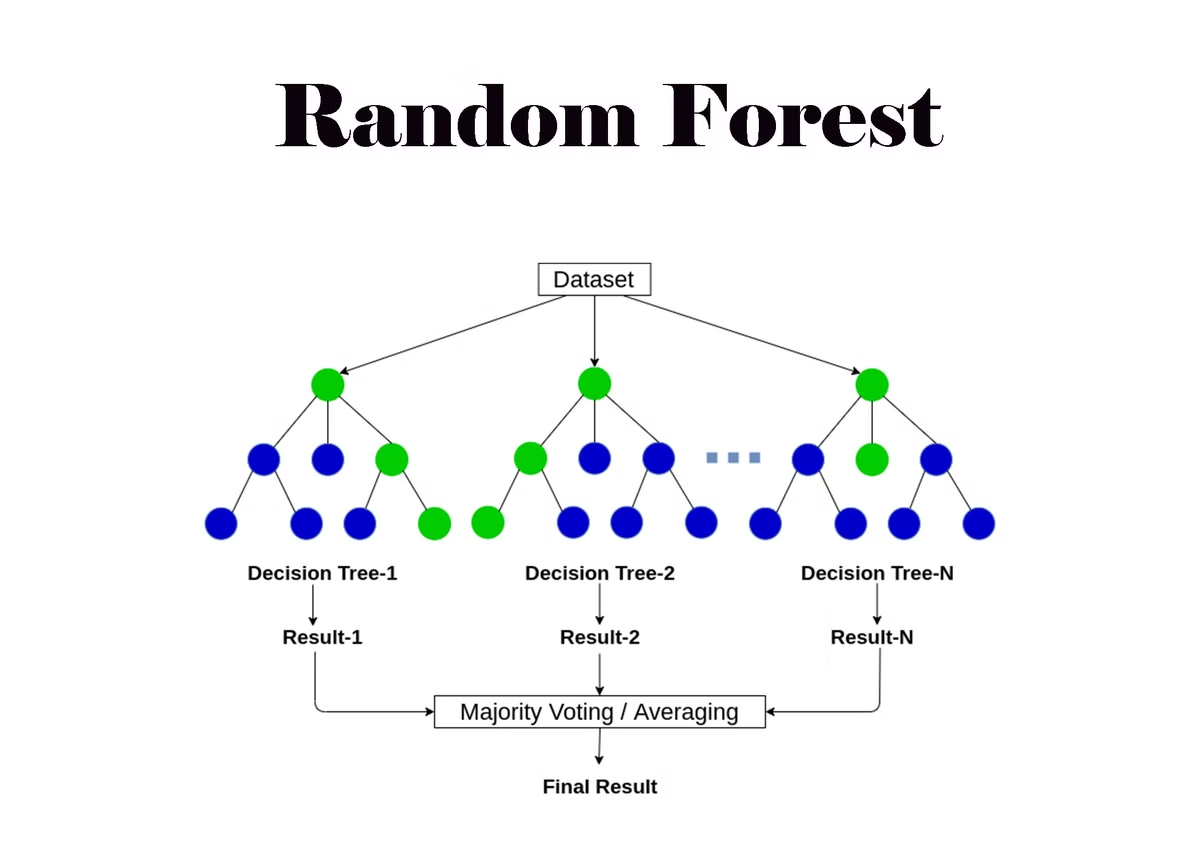 Random Forest
Dataset
Decision Tree-1
Decision Tree-2
Decision Tree-N
Result-1
Result-2
Result-N
Majority Voting / Averaging
Final Result